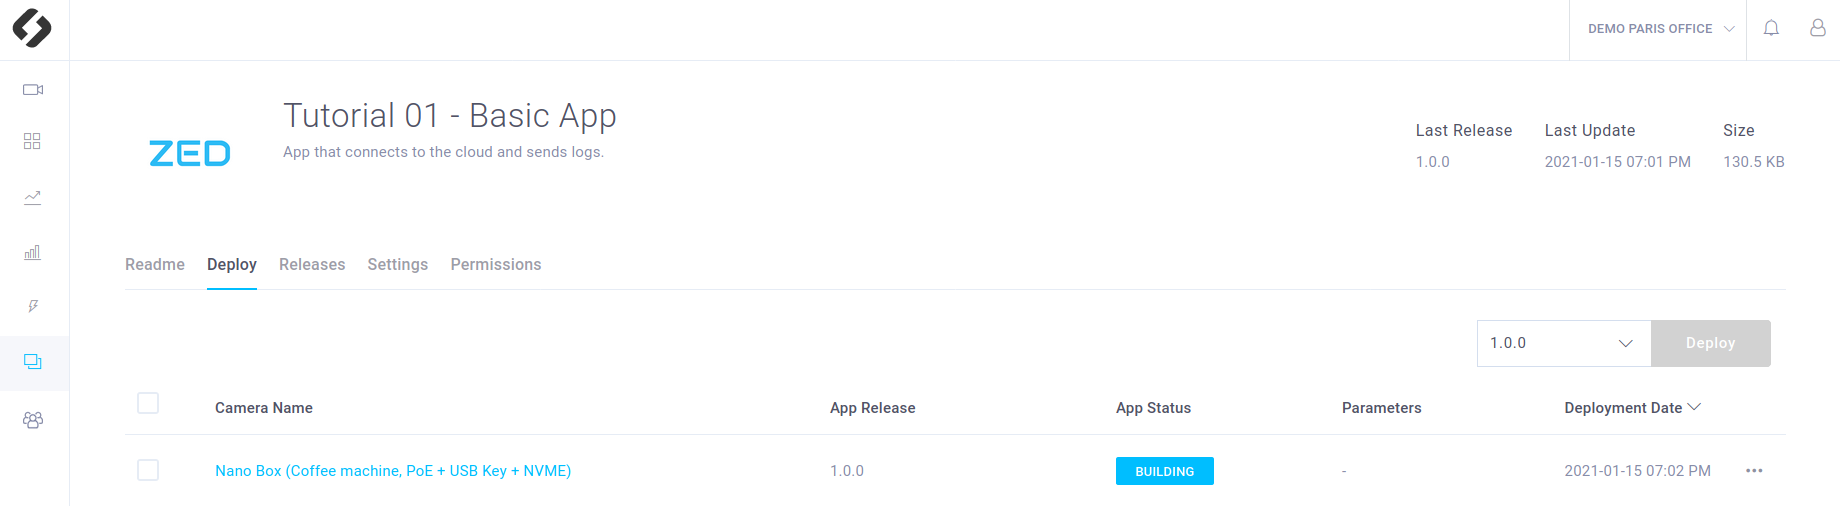 DEMO PARIS OFFICE
ZED
Tutorial 01 - Basic App
App that connects to the cloud and sends logs.
Last Release Last Update Size
1.0.0 2021-01-15 07:01 PM 130.5 KB
Readme Deploy Releases Settings Permissions
1.0.0 Deploy
Camera Name App Release App Status Parameters Deployment Date
Nano Box (Coffee machine, PoE + USB Key + NVME) 1.0.0 BUILDING - 2021-01-15 07:02 PM